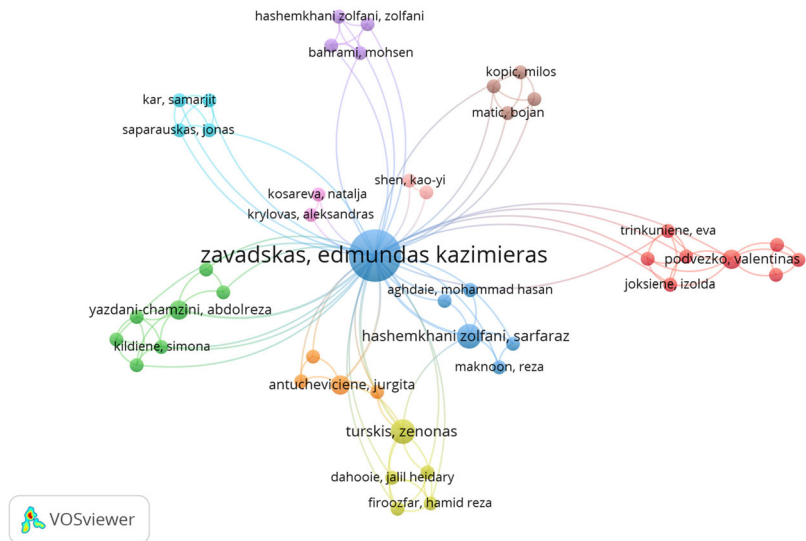 hashemkhani zolfani, zolfani
bahrami, mohsen
kopic, milos
matic, bojan
kar, samarjit
saparauskas, jonas
shen, kao-yi
kosareva, natalja
krylovas, aleksandras
trinkuniene, eva
zavadskas, edmundas kazimieras
podvezko, valentinas
joksiene, izolda
aghdaie, mohammad hasan
yazdani-chamzini, abdolreza
hashemkhani zolfani, sarfaraz
kildiene, simona
maknoon, reza
antucheviciene, jurgita
turskis, zenonas
dahooie, jalil heidary
firoozfar, hamid reza
VOSviewer